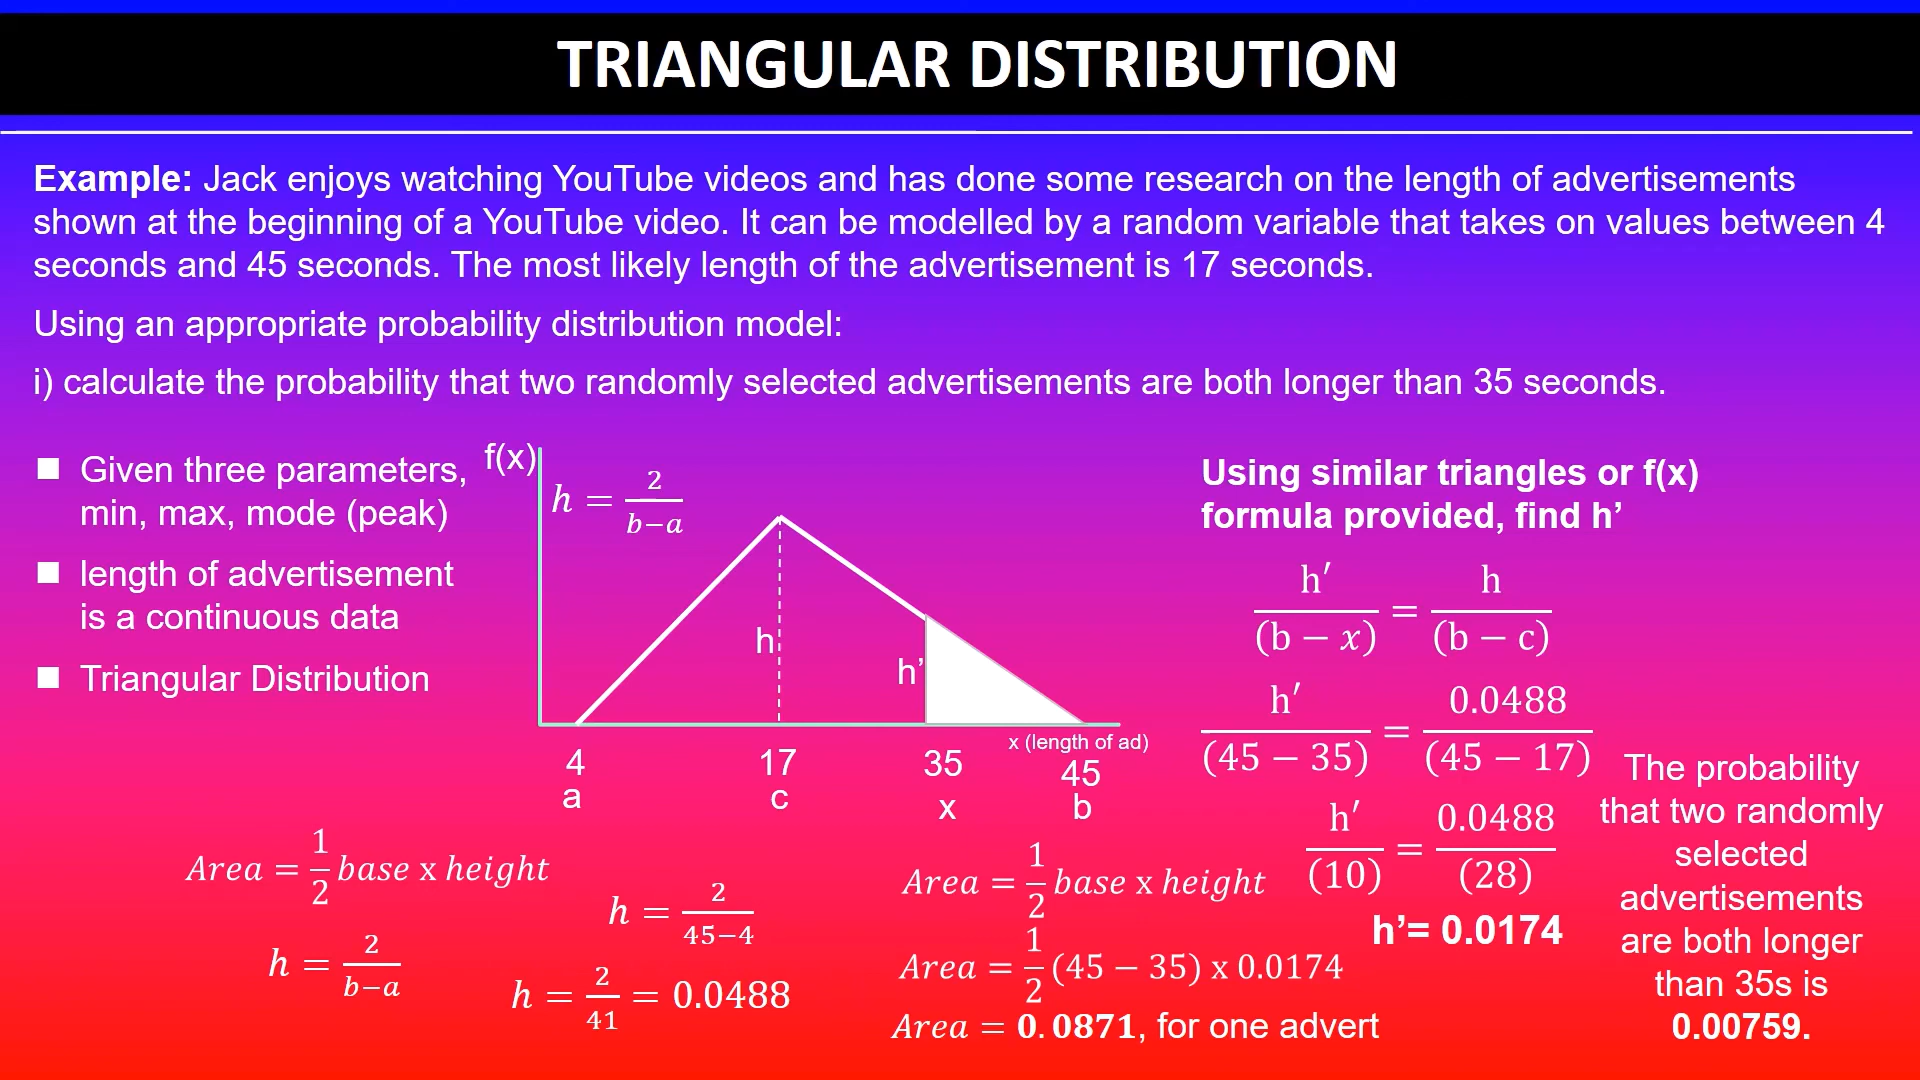 TRIANGULAR DISTRIBUTION
Example: Jack enjoys watching YouTube videos and has done some research on the length of advertisements
shown at the beginning of a YouTube video. It can be modelled by a random variable that takes on values between 4
seconds and 45 seconds. The most likely length of the advertisement is 17 seconds.
Using an appropriate probability distribution model:
i) calculate the probability that two randomly selected advertisements are both longer than 35 seconds.
■ Given three parameters,
min, max, mode (peak)
■ length of advertisement
is a continuous data
■ Triangular Distribution
f(x)
h = 2/(b−a)
h
h’
x (length of ad)
4 17 35 45
a c x b
Area = 1/2 base x height
h = 2/(b−a)
h = 2/(45−4)
h = 2/41 = 0.0488
Area = 1/2 base x height
Area = 1/2 (45 − 35) x 0.0174
Area = 0.0871, for one advert
Using similar triangles or f(x)
formula provided, find h’
h′/(b − x) = h/(b − c)
h′/(45 − 35) = 0.0488/(45 − 17)
h′/(10) = 0.0488/(28)
h’= 0.0174
The probability
that two randomly
selected
advertisements
are both longer
than 35s is
0.00759.